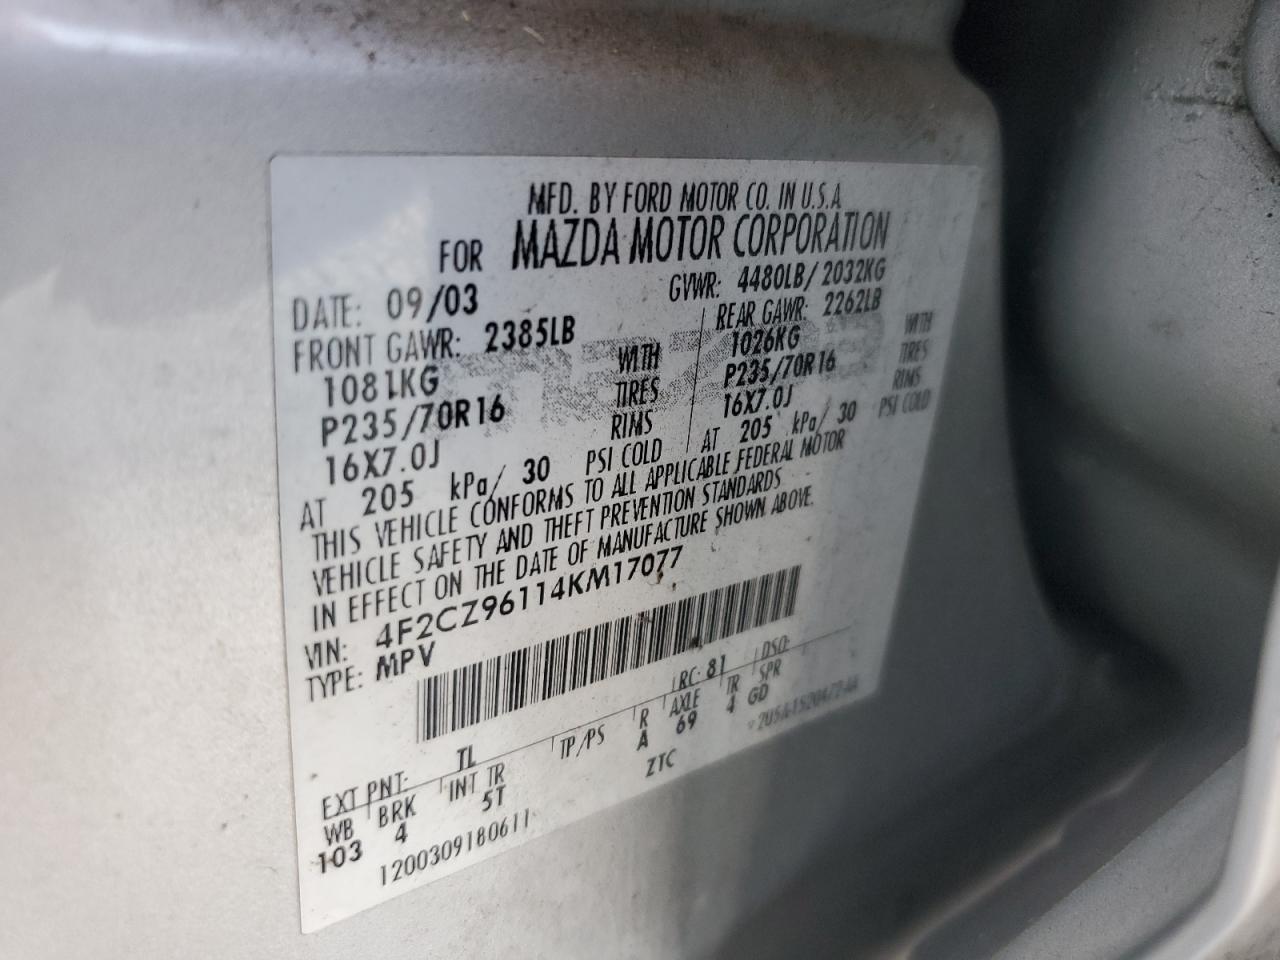 MFD. BY FORD MOTOR CO. IN U.S.A
FOR MAZDA MOTOR CORPORATION
DATE: 09/03 GVWR: 4480LB/2032KG
FRONT GAWR: 2385LB REAR GAWR: 2262LB
1081KG WITH 1026KG WITH
P235/70R16 TIRES P235/70R16 TIRES
16X7.0J RIMS 16X7.0J RIMS
AT 205 kPa/ 30 PSI COLD AT 205 kPa/ 30 PSI COLD
THIS VEHICLE CONFORMS TO ALL APPLICABLE FEDERAL MOTOR
VEHICLE SAFETY AND THEFT PREVENTION STANDARDS
IN EFFECT ON THE DATE OF MANUFACTURE SHOWN ABOVE.
VIN: 4F2CZ96114KM17077
TYPE: MPV
EXT PNT: TL RC: 81 DSO:
WB BRK INT TR TP/PS R AXLE TR SPR
103 4 5T A 69 4 GD
ZTC
1200309180611